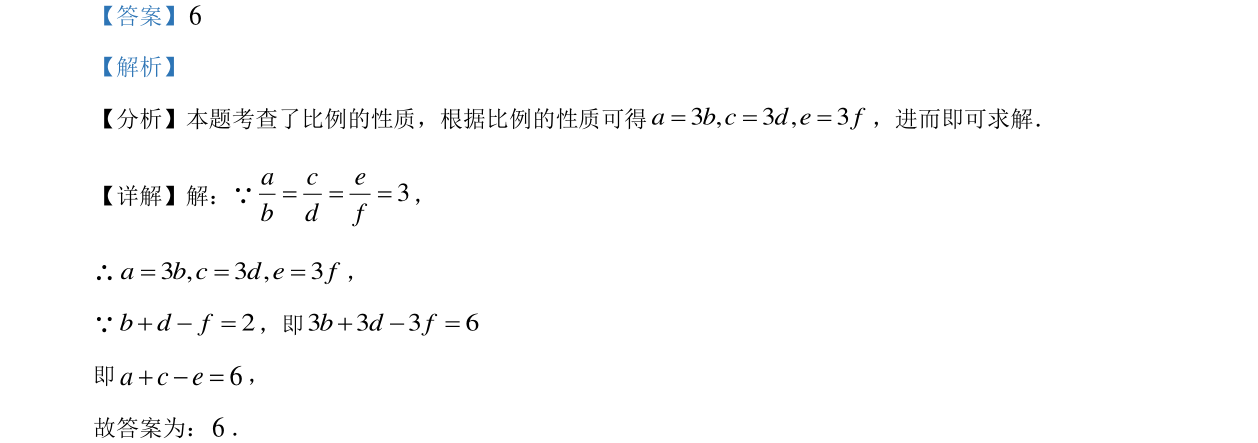 【答案】6
【解析】
【分析】本题考查了比例的性质，根据比例的性质可得 a = 3b, c = 3d, e = 3f ，进而即可求解．
【详解】解：∵ a/b = c/d = e/f = 3，
∴ a = 3b, c = 3d, e = 3f ，
∵ b + d − f = 2，即 3b + 3d − 3f = 6
即 a + c − e = 6，
故答案为：6．